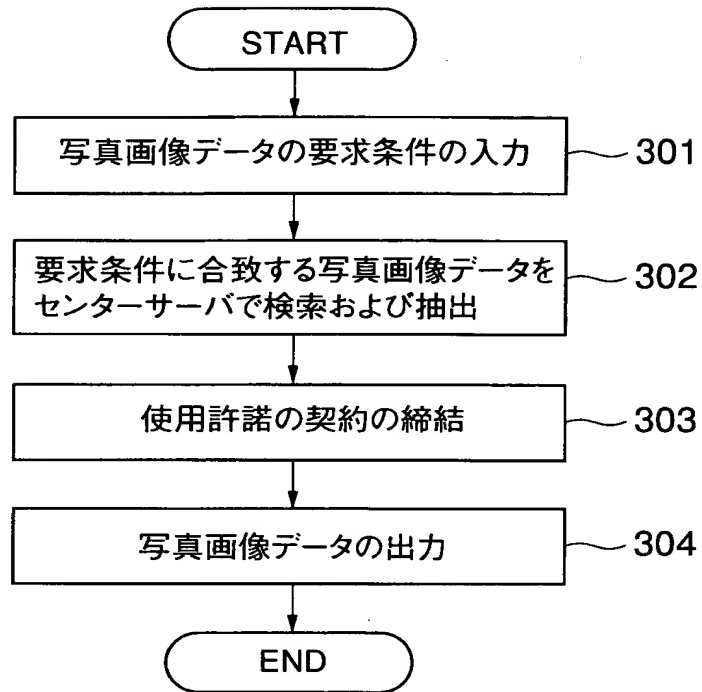 START
写真画像データの要求条件の入力
301
要求条件に合致する写真画像データを
センターサーバで検索および抽出
302
使用許諾の契約の締結
303
写真画像データの出力
304
END